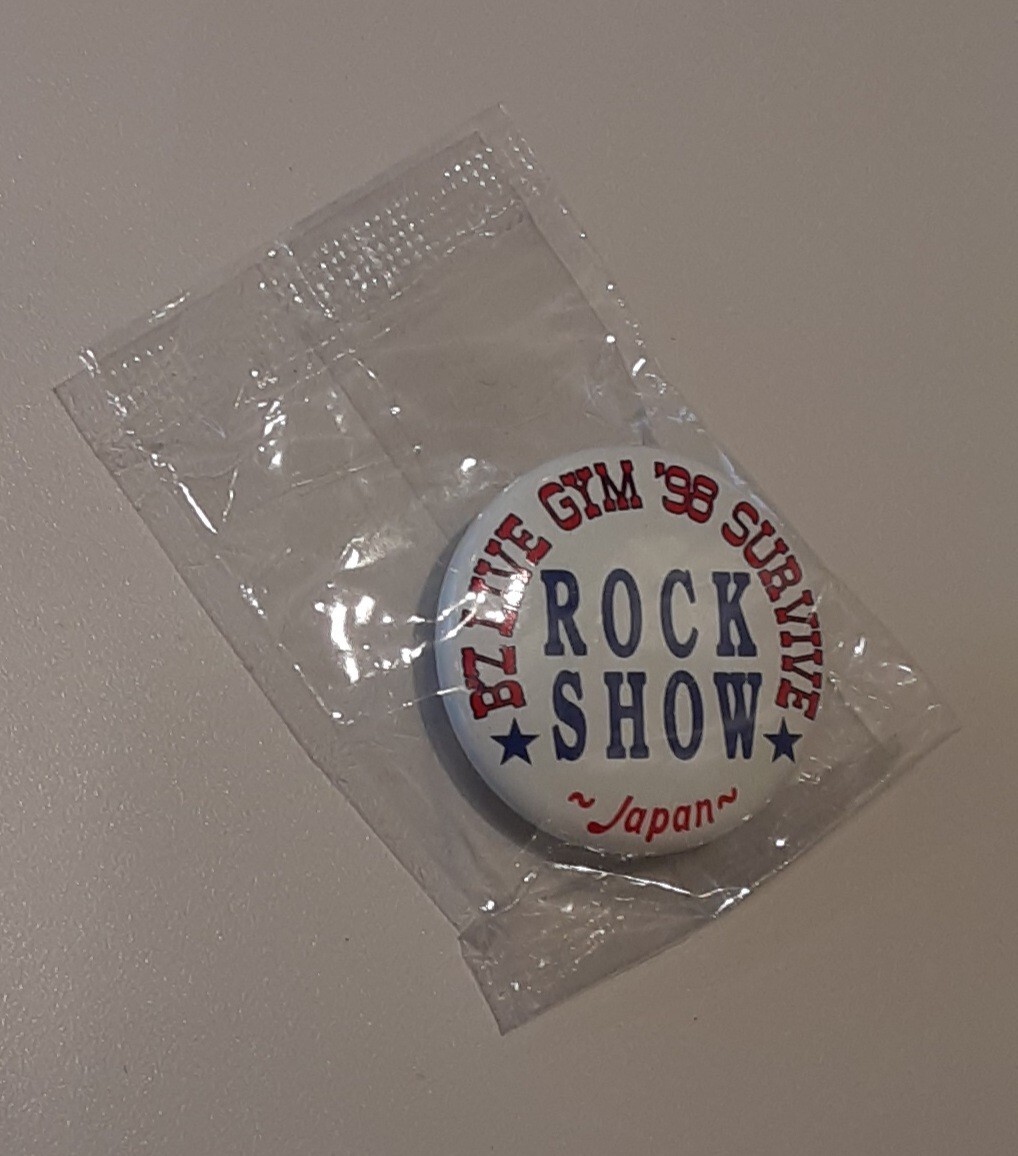 B'Z LIVE GYM '98 SURVIVE
ROCK
SHOW
~Japan~